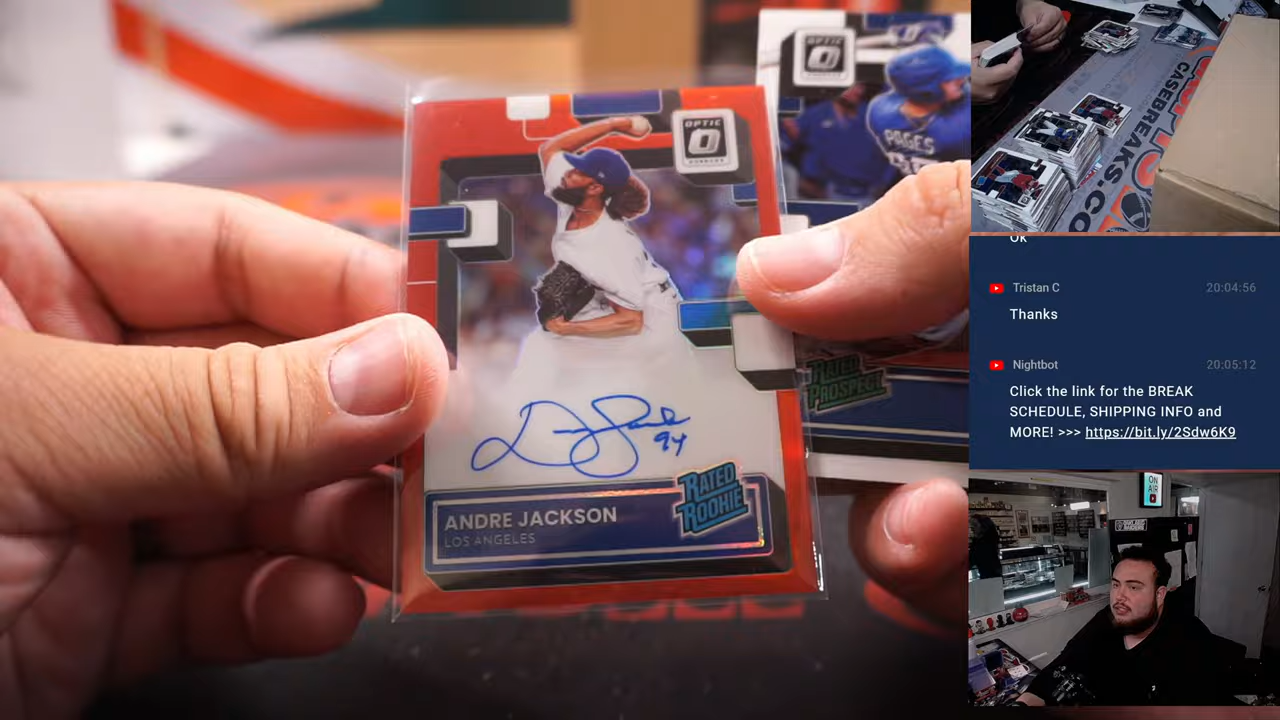 OPTIC
DONRUSS
ANDRE JACKSON
LOS ANGELES
RATED
ROOKIE
94
OPTIC
PAGES
RATED
PROSPECT
CASEBREAKS.COM
Ok
Tristan C 20:04:56
Thanks
Nightbot 20:05:12
Click the link for the BREAK
SCHEDULE, SHIPPING INFO and
MORE! >>> https://bit.ly/2Sdw6K9
ON
AIR